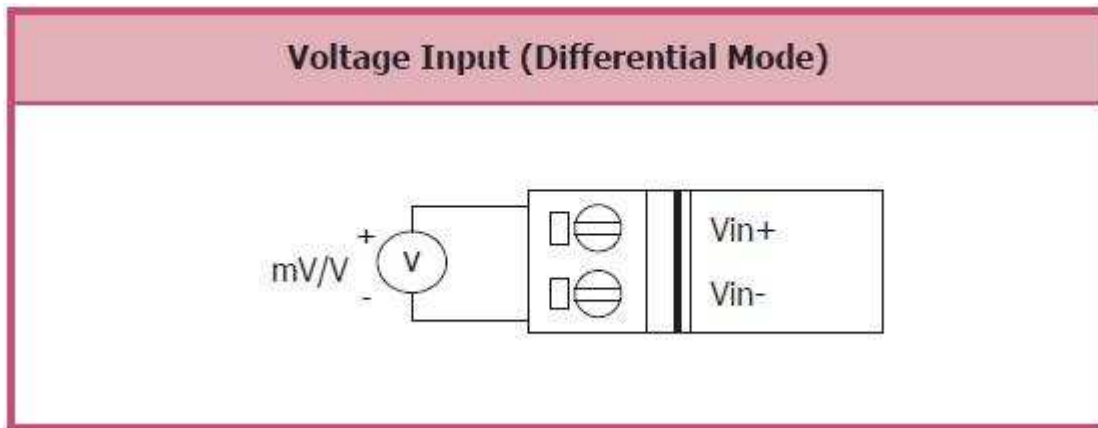 Voltage Input (Differential Mode)
Vin+
+
mV/V
V
-
Vin-